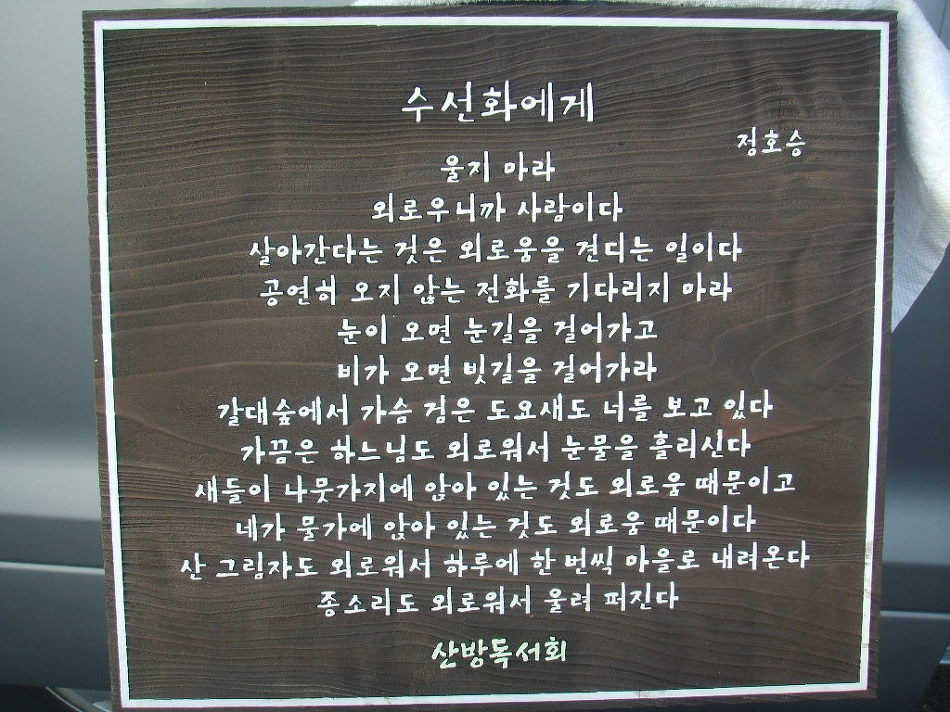 수선화에게
정호승
울지 마라
외로우니까 사람이다
살아간다는 것은 외로움을 견디는 일이다
공연히 오지 않는 전화를 기다리지 마라
눈이 오면 눈길을 걸어가고
비가 오면 빗길을 걸어가라
갈대숲에서 가슴 검은 도요새도 너를 보고 있다
가끔은 하느님도 외로워서 눈물을 흘리신다
새들이 나뭇가지에 앉아 있는 것도 외로움 때문이고
네가 물가에 앉아 있는 것도 외로움 때문이다
산 그림자도 외로워서 하루에 한 번씩 마을로 내려온다
종소리도 외로워서 울려 퍼진다
산방독서회